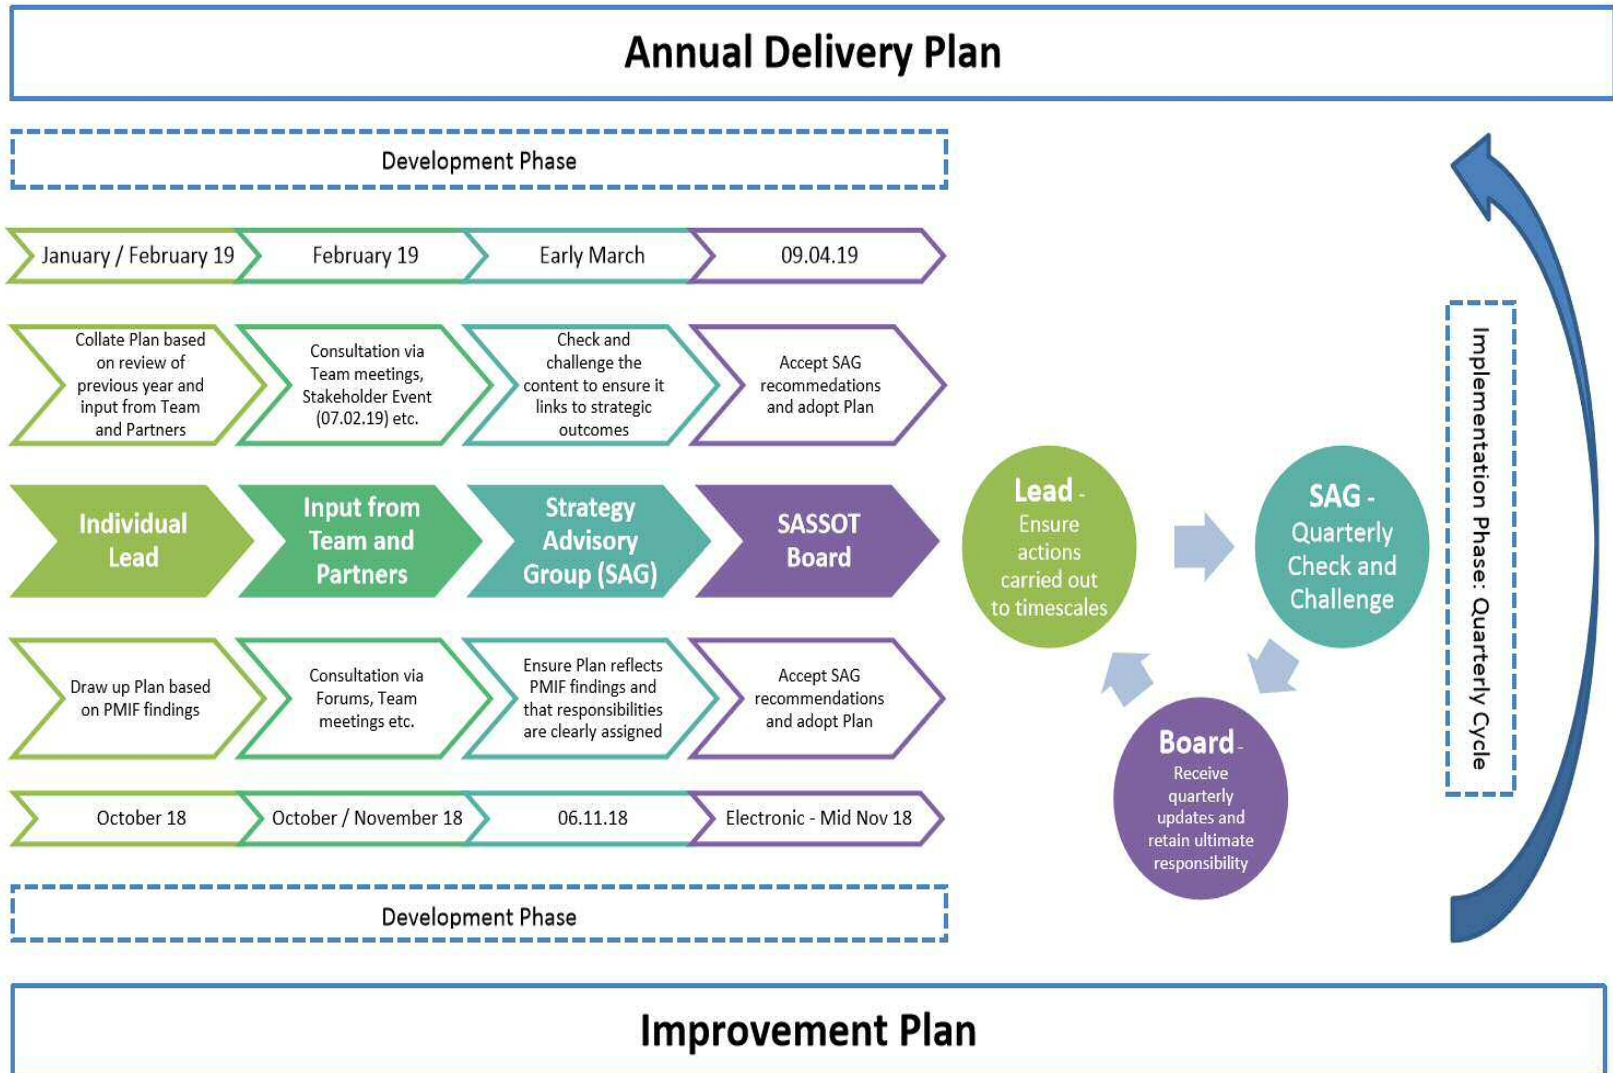 Annual Delivery Plan
Development Phase
January / February 19
February 19
Early March
09.04.19
Collate Plan based
on review of
previous year and
input from Team
and Partners
Consultation via
Team meetings,
Stakeholder Event
(07.02.19) etc.
Check and
challenge the
content to ensure it
links to strategic
outcomes
Accept SAG
recommedations
and adopt Plan
Individual
Lead
Input from
Team and
Partners
Strategy
Advisory
Group (SAG)
SASSOT
Board
Draw up Plan based
on PMIF findings
Consultation via
Forums, Team
meetings etc.
Ensure Plan reflects
PMIF findings and
that responsibilities
are clearly assigned
Accept SAG
recommendations
and adopt Plan
October 18
October / November 18
06.11.18
Electronic - Mid Nov 18
Development Phase
Lead -
Ensure
actions
carried out
to timescales
SAG -
Quarterly
Check and
Challenge
Board -
Receive
quarterly
updates and
retain ultimate
responsibility
Implementation Phase: Quarterly Cycle
Improvement Plan